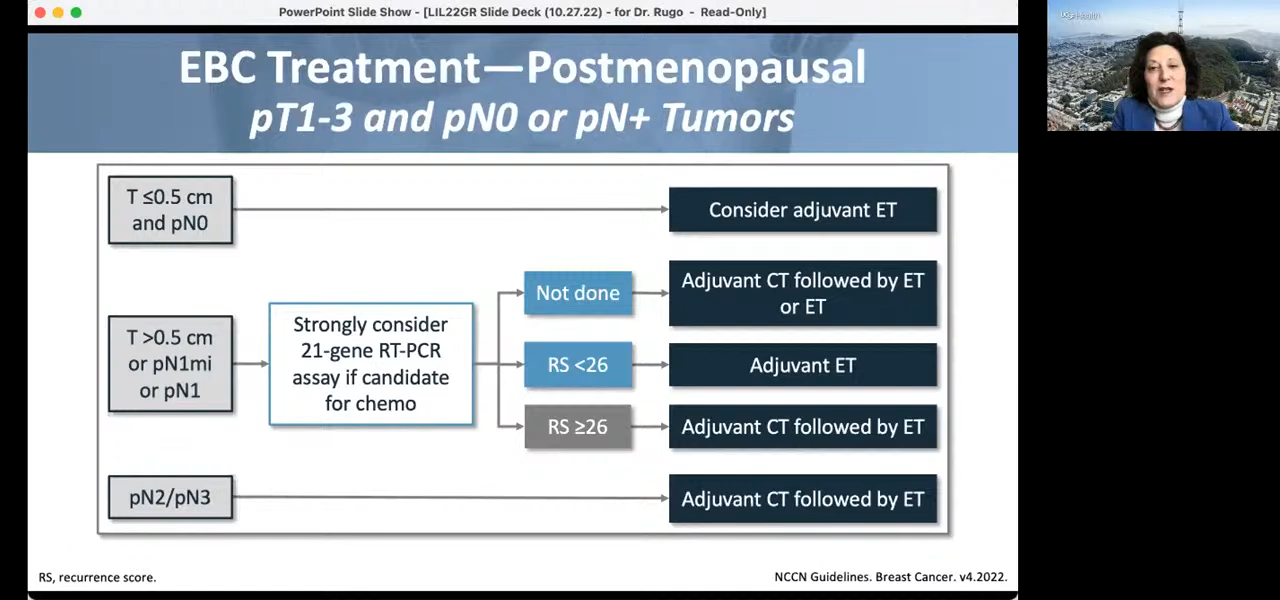 PowerPoint Slide Show - [LIL22GR Slide Deck (10.27.22) - for Dr. Rugo - Read-Only]
UCSF Health
EBC Treatment—Postmenopausal
pT1-3 and pN0 or pN+ Tumors
T ≤0.5 cm
and pN0
Consider adjuvant ET
T >0.5 cm
or pN1mi
or pN1
Strongly consider
21-gene RT-PCR
assay if candidate
for chemo
Not done
Adjuvant CT followed by ET
or ET
RS <26
Adjuvant ET
RS ≥26
Adjuvant CT followed by ET
pN2/pN3
Adjuvant CT followed by ET
RS, recurrence score.
NCCN Guidelines. Breast Cancer. v4.2022.